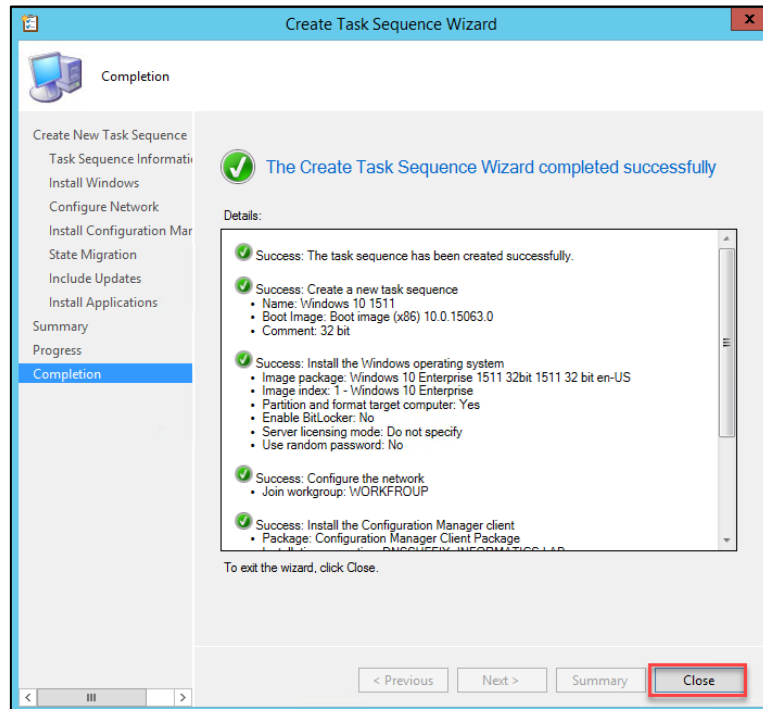 Create Task Sequence Wizard
x
Completion
Create New Task Sequence
Task Sequence Informati
Install Windows
Configure Network
Install Configuration Mar
State Migration
Include Updates
Install Applications
Summary
Progress
Completion
The Create Task Sequence Wizard completed successfully
Details:
Success: The task sequence has been created successfully.
Success: Create a new task sequence
• Name: Windows 10 1511
• Boot Image: Boot image (x86) 10.0.15063.0
• Comment: 32 bit
Success: Install the Windows operating system
• Image package: Windows 10 Enterprise 1511 32bit 1511 32 bit en-US
• Image index: 1 - Windows 10 Enterprise
• Partition and format target computer: Yes
• Enable BitLocker: No
• Server licensing mode: Do not specify
• Use random password: No
Success: Configure the network
• Join workgroup: WORKFROUP
Success: Install the Configuration Manager client
• Package: Configuration Manager Client Package
To exit the wizard, click Close.
< Previous
Next >
Summary
Close